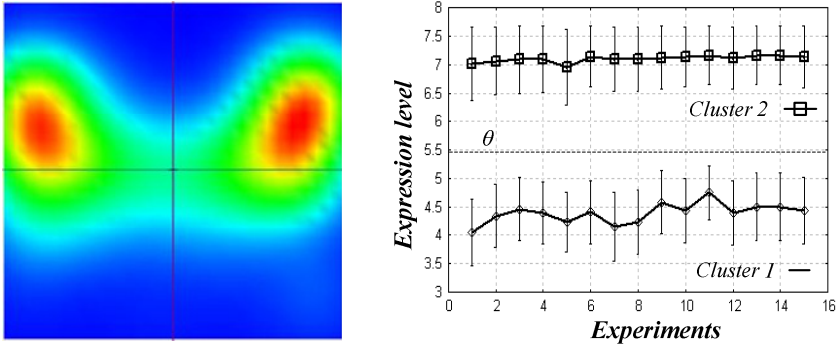 8
7.5
7
6.5
6
5.5
5
4.5
4
3.5
3
Expression level
Cluster 2
θ
Cluster 1
0 2 4 6 8 10 12 14 16
Experiments